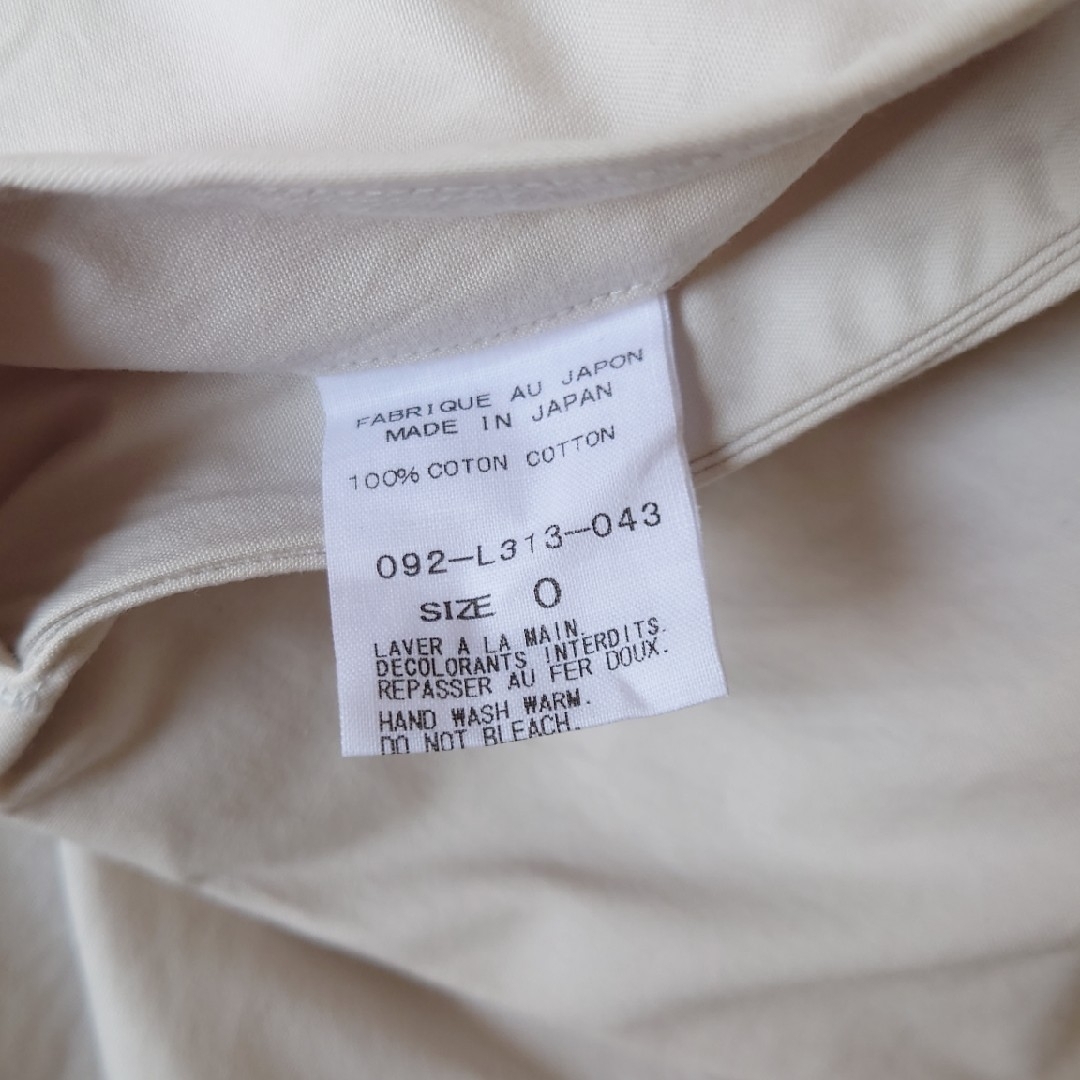 FABRIQUE AU JAPON
MADE IN JAPAN
100% COTON COTTON
092-L313-043
SIZE 0
LAVER A LA MAIN.
DECOLORANTS INTERDITS.
REPASSER AU FER DOUX.
HAND WASH WARM.
DO NOT BLEACH.